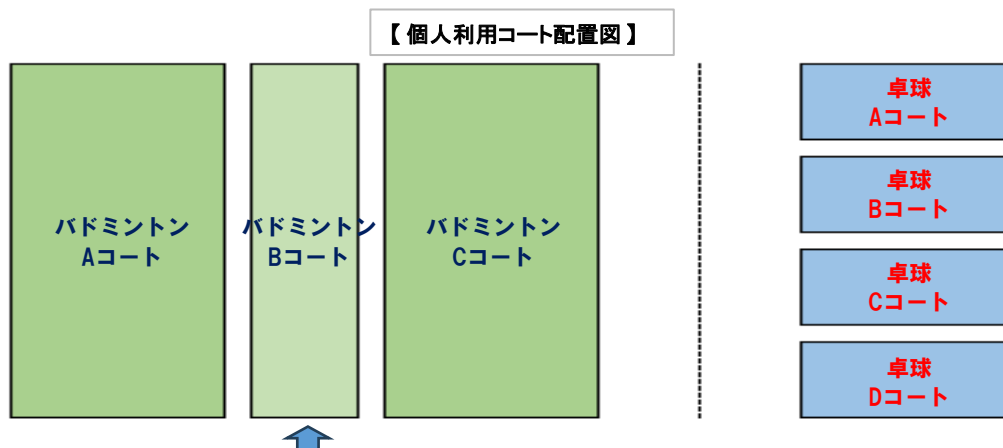 【 個人利用コート配置図 】
バドミントン
Aコート
バドミントン
Bコート
バドミントン
Cコート
卓球
Aコート
卓球
Bコート
卓球
Cコート
卓球
Dコート